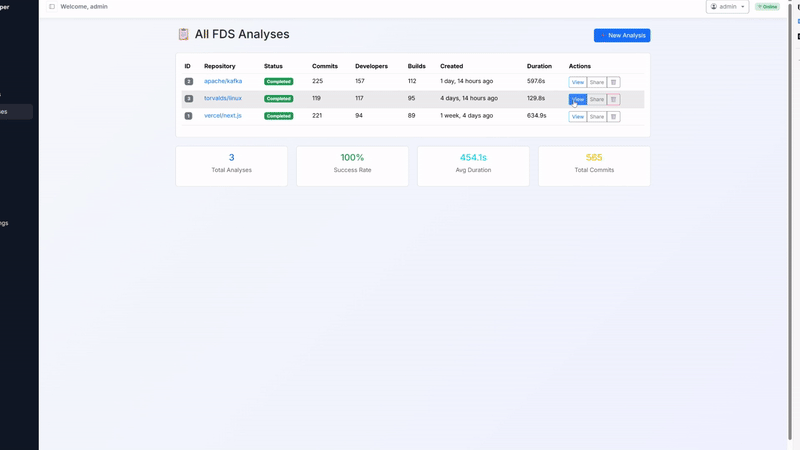 per
Welcome, admin
admin
Online
All FDS Analyses
New Analysis
ID Repository Status Commits Developers Builds Created Duration Actions
2 apache/kafka Completed 225 157 112 1 day, 14 hours ago 597.6s View Share
3 torvalds/linux Completed 119 117 95 4 days, 14 hours ago 129.8s View Share
1 vercel/next.js Completed 221 94 89 1 week, 4 days ago 634.9s View Share
3 100% 454.1s 565
Total Analyses Success Rate Avg Duration Total Commits
es
ngs